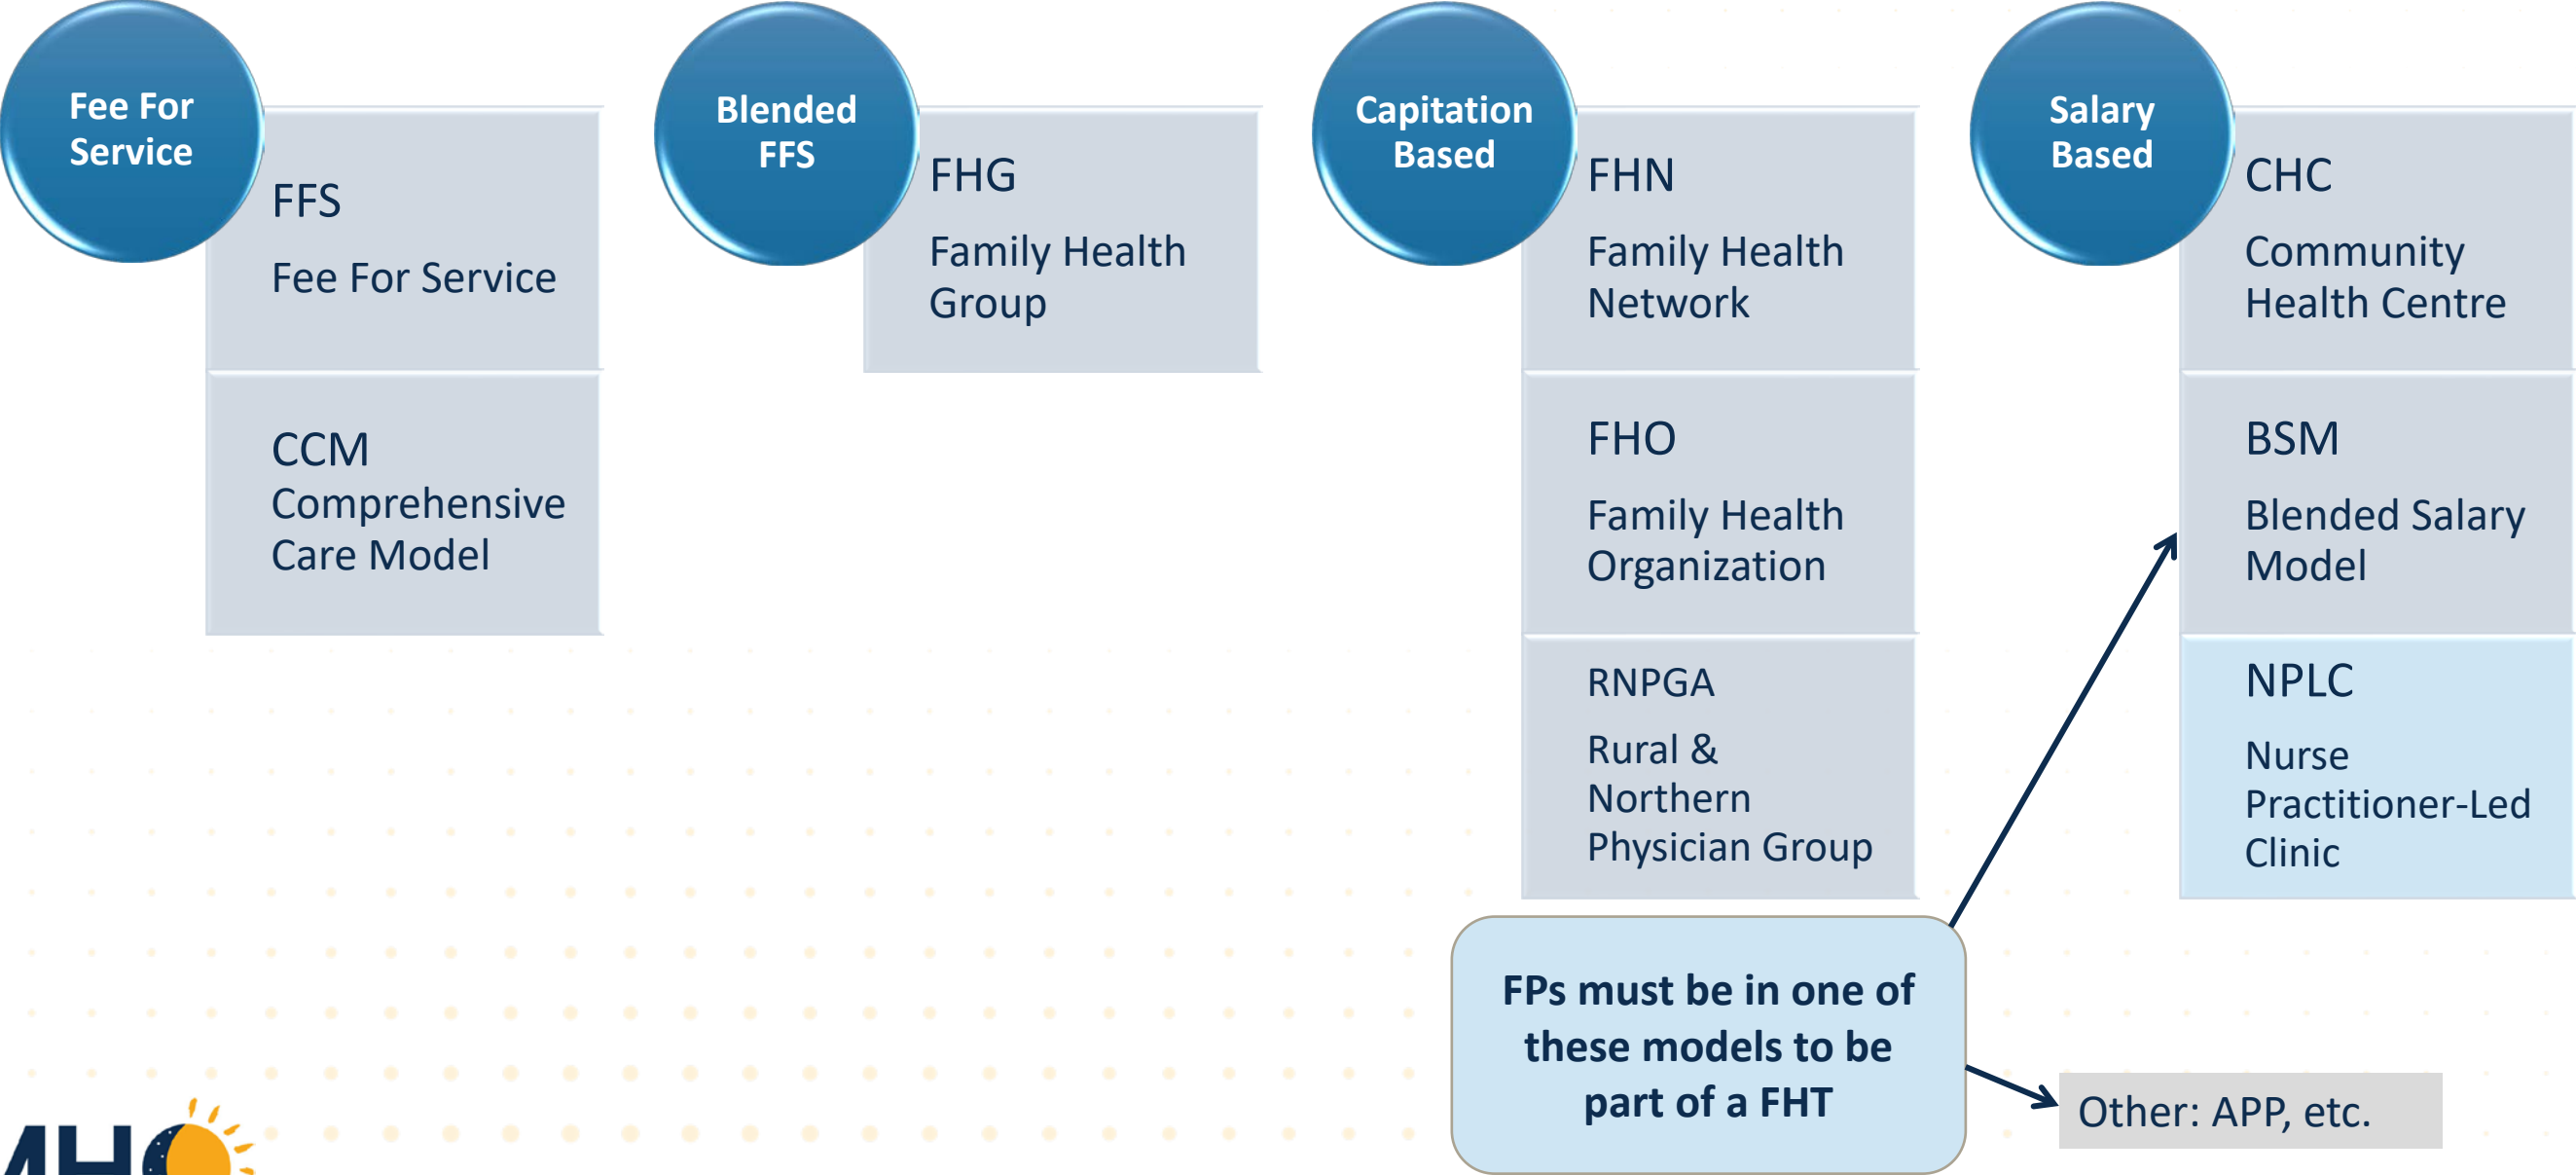 Fee For
Service
FFS
Fee For Service
CCM
Comprehensive
Care Model
Blended
FFS
FHG
Family Health
Group
Capitation
Based
FHN
Family Health
Network
FHO
Family Health
Organization
RNPGA
Rural &
Northern
Physician Group
Salary
Based
CHC
Community
Health Centre
BSM
Blended Salary
Model
NPLC
Nurse
Practitioner-Led
Clinic
FPs must be in one of
these models to be
part of a FHT
Other: APP, etc.